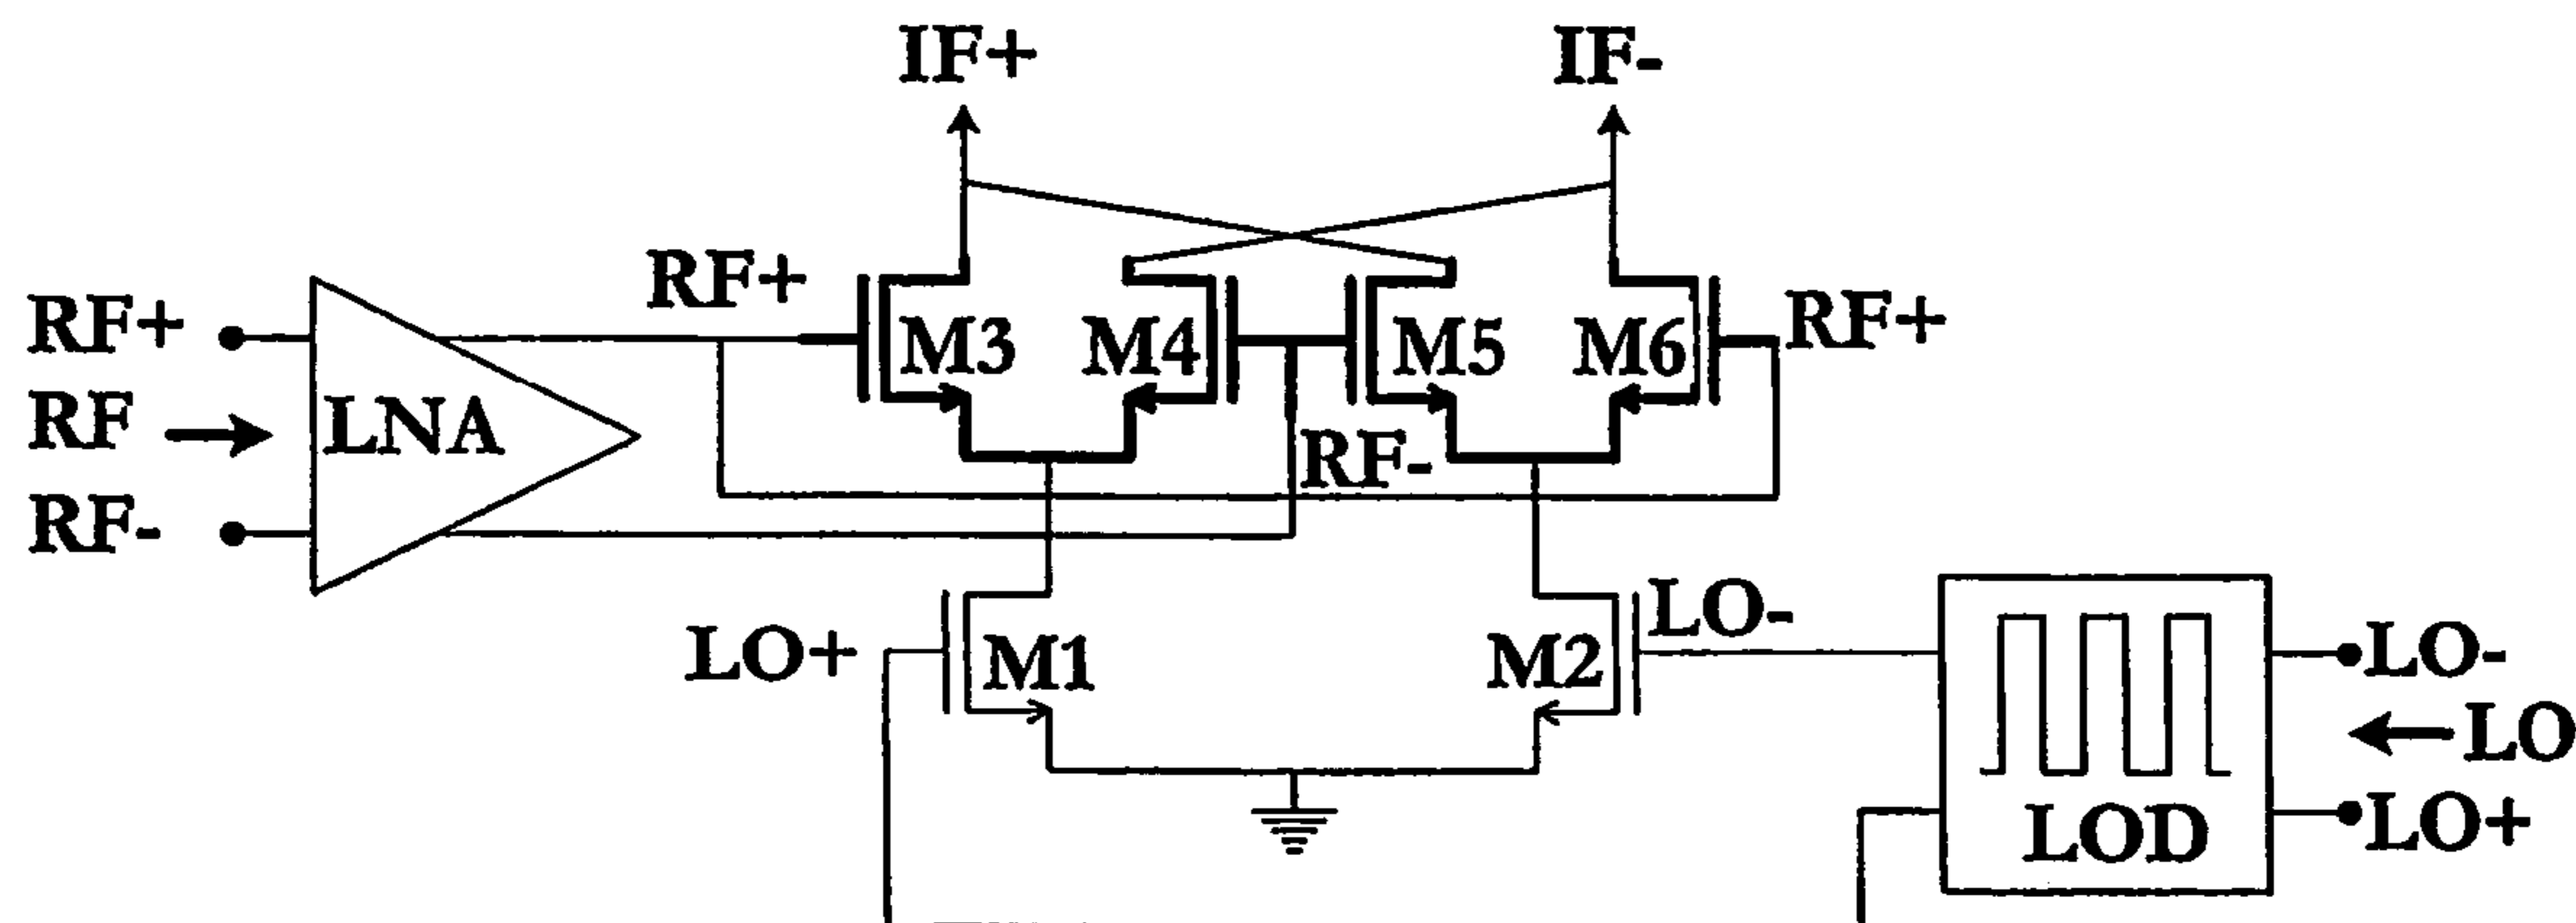 IF+
IF-
RF+
RF+
M3
M4
M5
M6
RF+
RF
LNA
RF-
RF-
LO+
M1
M2
LO-
LO-
LO
LOD
LO+